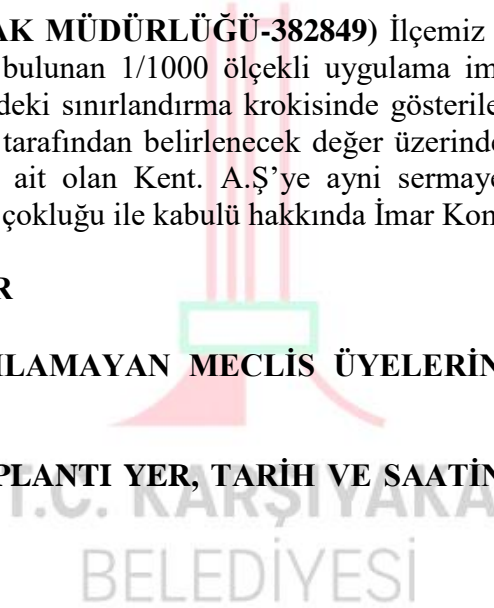 AK MÜDÜRLÜĞÜ-382849) İlçemiz
bulunan 1/1000 ölçekli uygulama im
deki sınırlandırma krokisinde gösterile
tarafından belirlenecek değer üzerinde
ait olan Kent. A.Ş’ye ayni sermaye
çokluğu ile kabulü hakkında İmar Kom
R
ILAMAYAN MECLİS ÜYELERİN
PLANTI YER, TARİH VE SAATİN
T.C. KARŞIYAKA
BELEDİYESİ